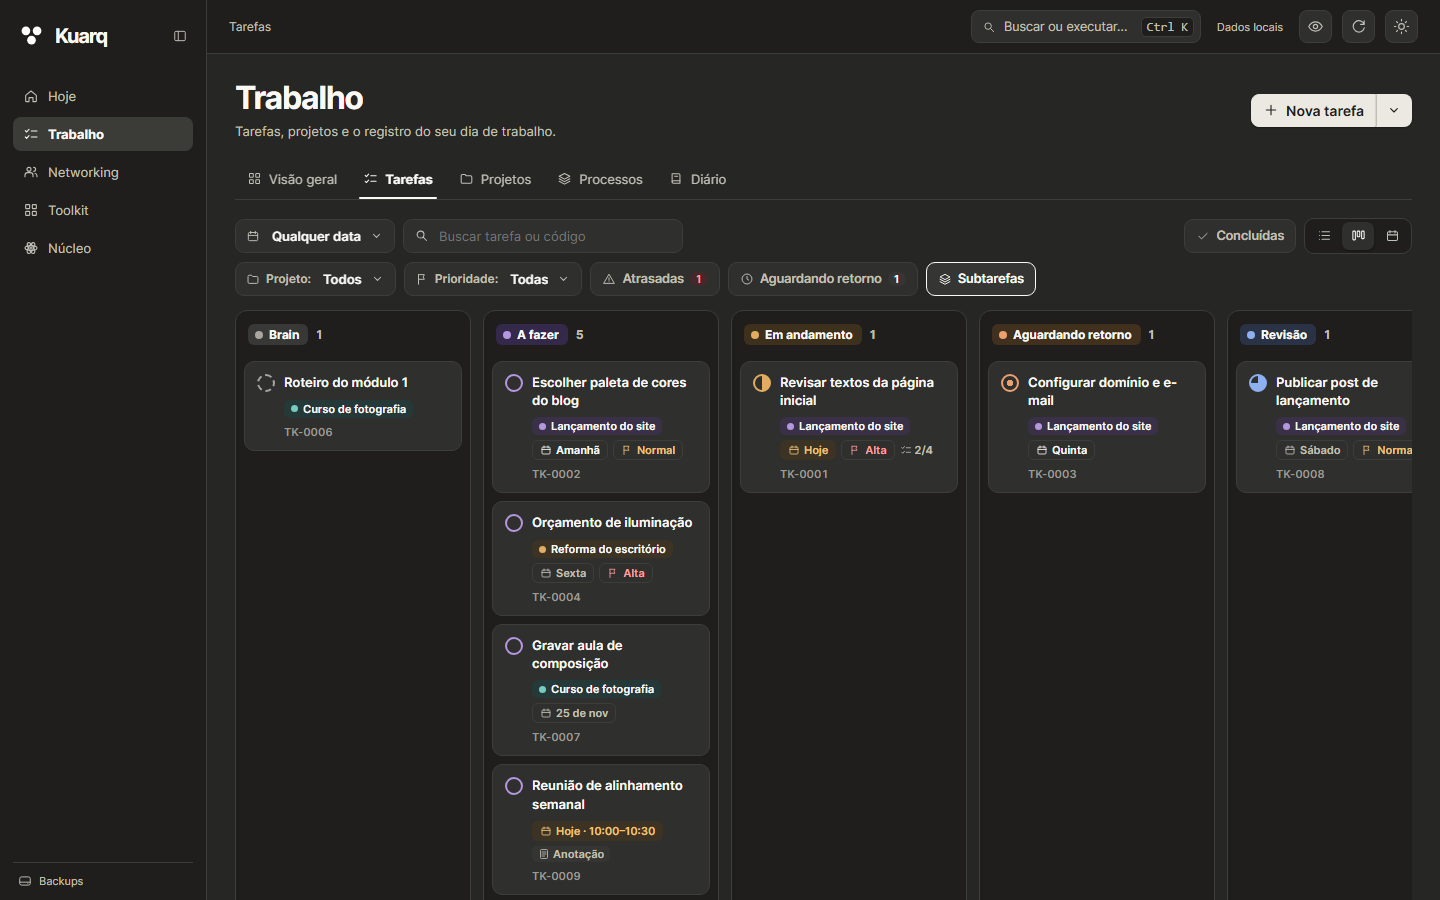 Kuarq
Hoje
Trabalho
Networking
Toolkit
Núcleo
Backups
Tarefas
Buscar ou executar... Ctrl K
Dados locais
Trabalho
Tarefas, projetos e o registro do seu dia de trabalho.
Nova tarefa
Visão geral Tarefas Projetos Processos Diário
Qualquer data
Buscar tarefa ou código
Concluídas
Projeto: Todos
Prioridade: Todas
Atrasadas 1
Aguardando retorno 1
Subtarefas
Brain 1
Roteiro do módulo 1
Curso de fotografia
TK-0006
A fazer 5
Escolher paleta de cores
do blog
Lançamento do site
Amanhã Normal
TK-0002
Orçamento de iluminação
Reforma do escritório
Sexta Alta
TK-0004
Gravar aula de
composição
Curso de fotografia
25 de nov
TK-0007
Reunião de alinhamento
semanal
Hoje · 10:00–10:30
Anotação
TK-0009
Em andamento 1
Revisar textos da página
inicial
Lançamento do site
Hoje Alta 2/4
TK-0001
Aguardando retorno 1
Configurar domínio e e-
mail
Lançamento do site
Quinta
TK-0003
Revisão 1
Publicar post de
lançamento
Lançamento do site
Sábado Norma
TK-0008